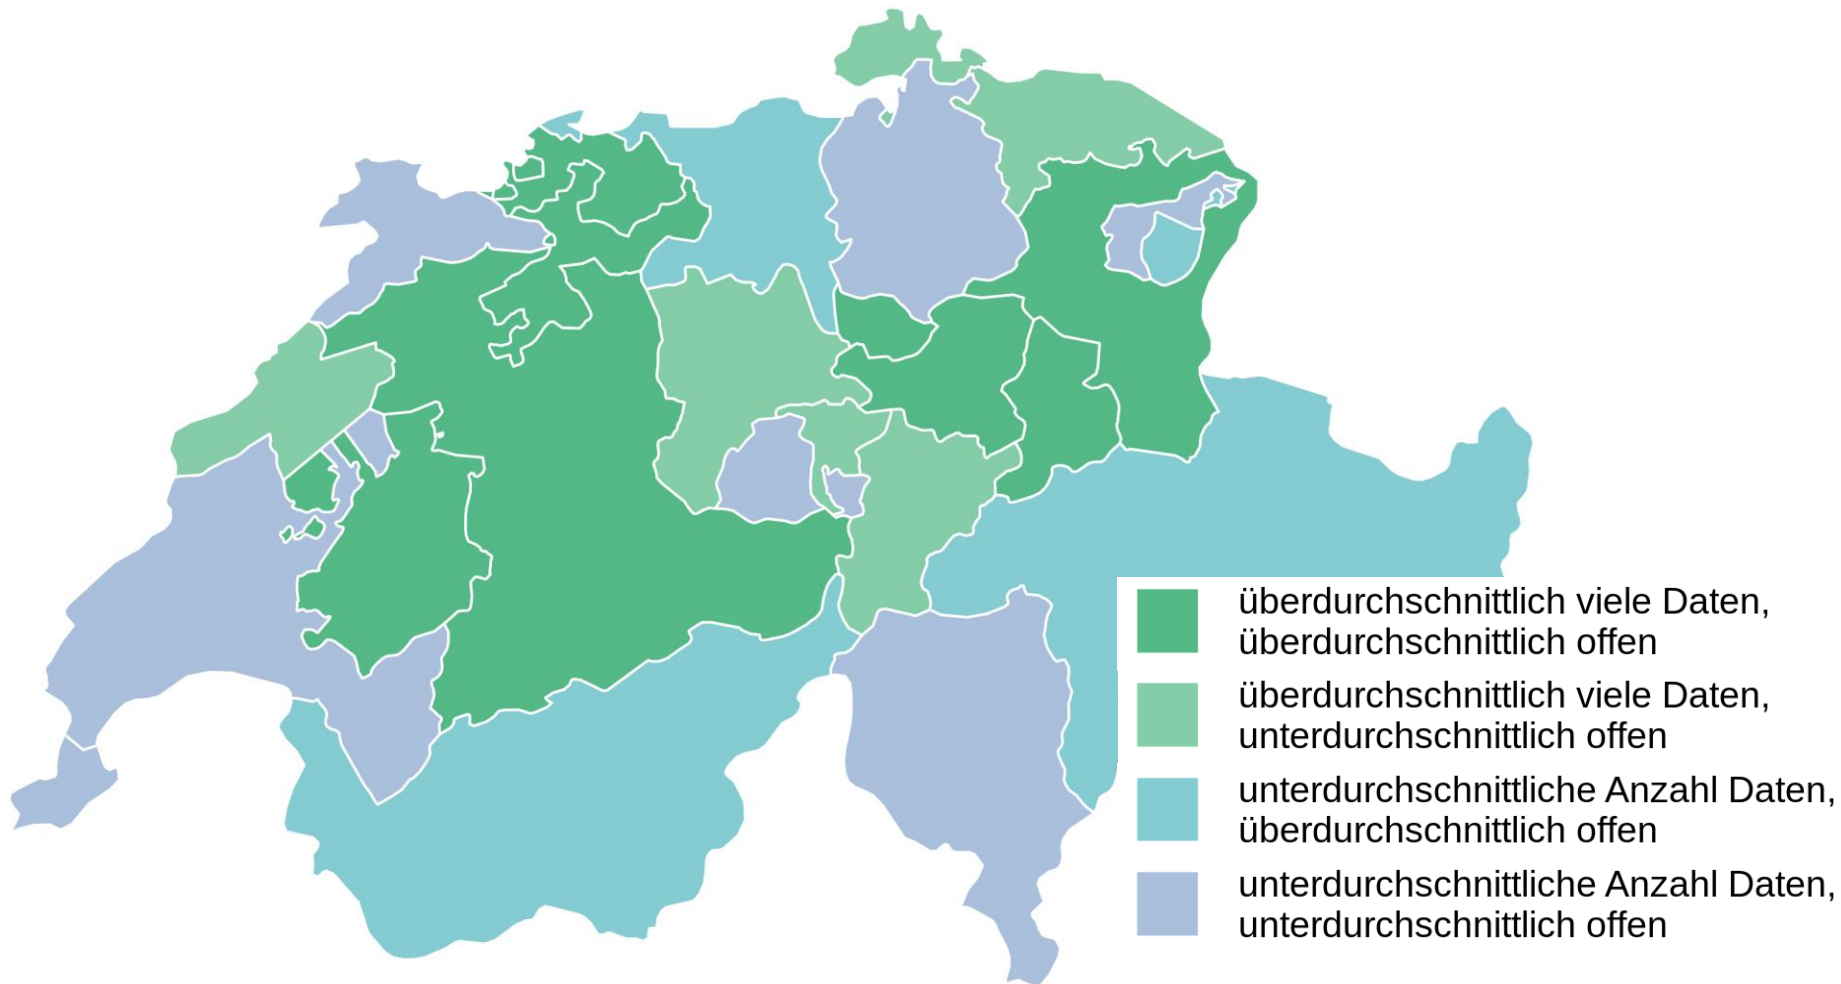 überdurchschnittlich viele Daten,
überdurchschnittlich offen
überdurchschnittlich viele Daten,
unterdurchschnittlich offen
unterdurchschnittliche Anzahl Daten,
überdurchschnittlich offen
unterdurchschnittliche Anzahl Daten,
unterdurchschnittlich offen